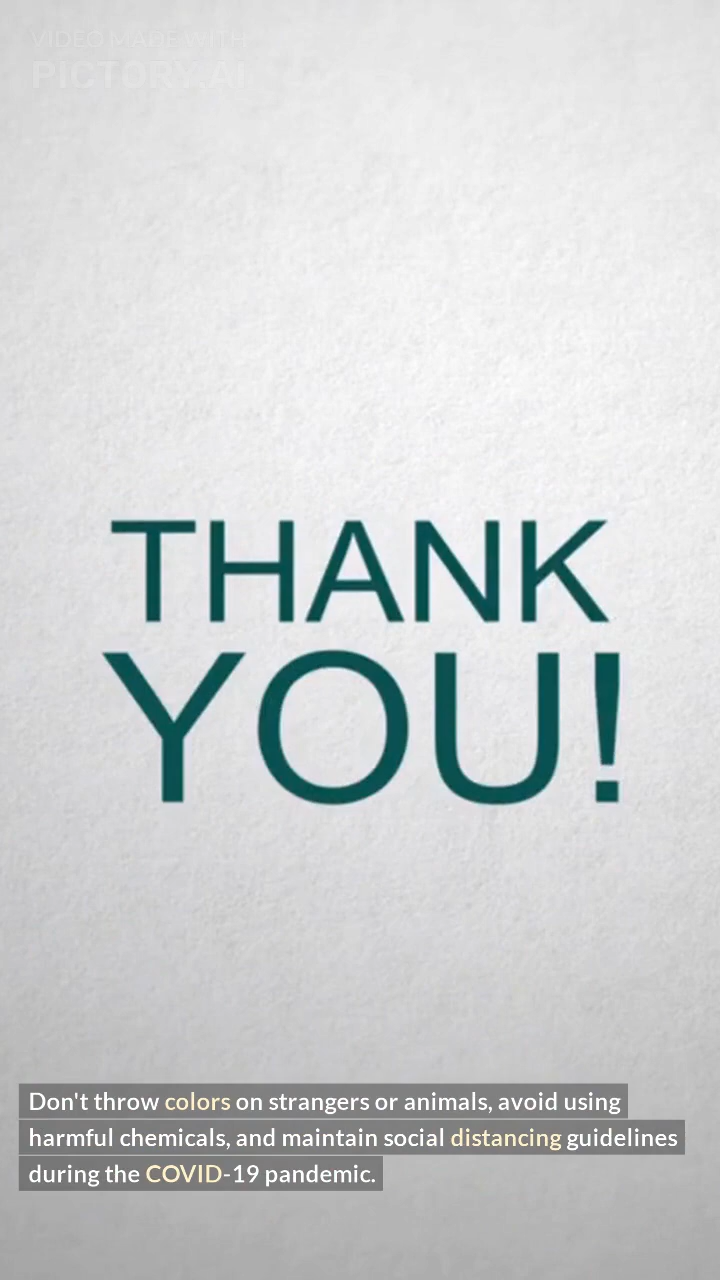 VIDEO MADE WITH
PICTORY.AI
THANK
YOU!
Don't throw colors on strangers or animals, avoid using
harmful chemicals, and maintain social distancing guidelines
during the COVID-19 pandemic.